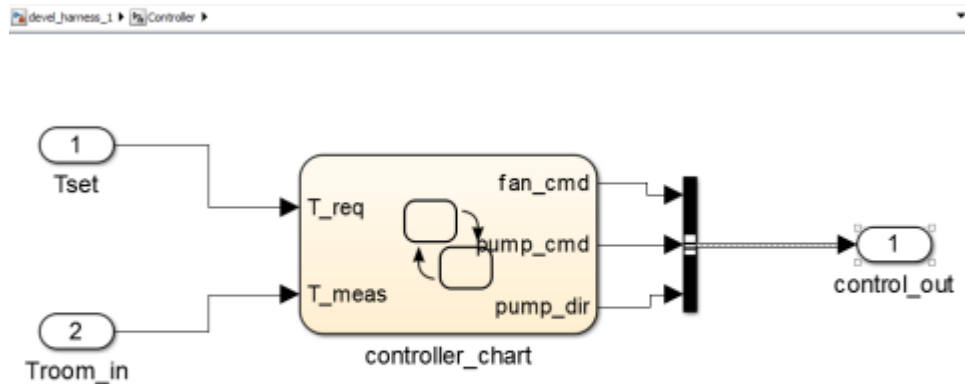 devel_harness_1 Controller
1
Tset
T_req
T_meas
fan_cmd
pump_cmd
pump_dir
controller_chart
2
Troom_in
1
control_out